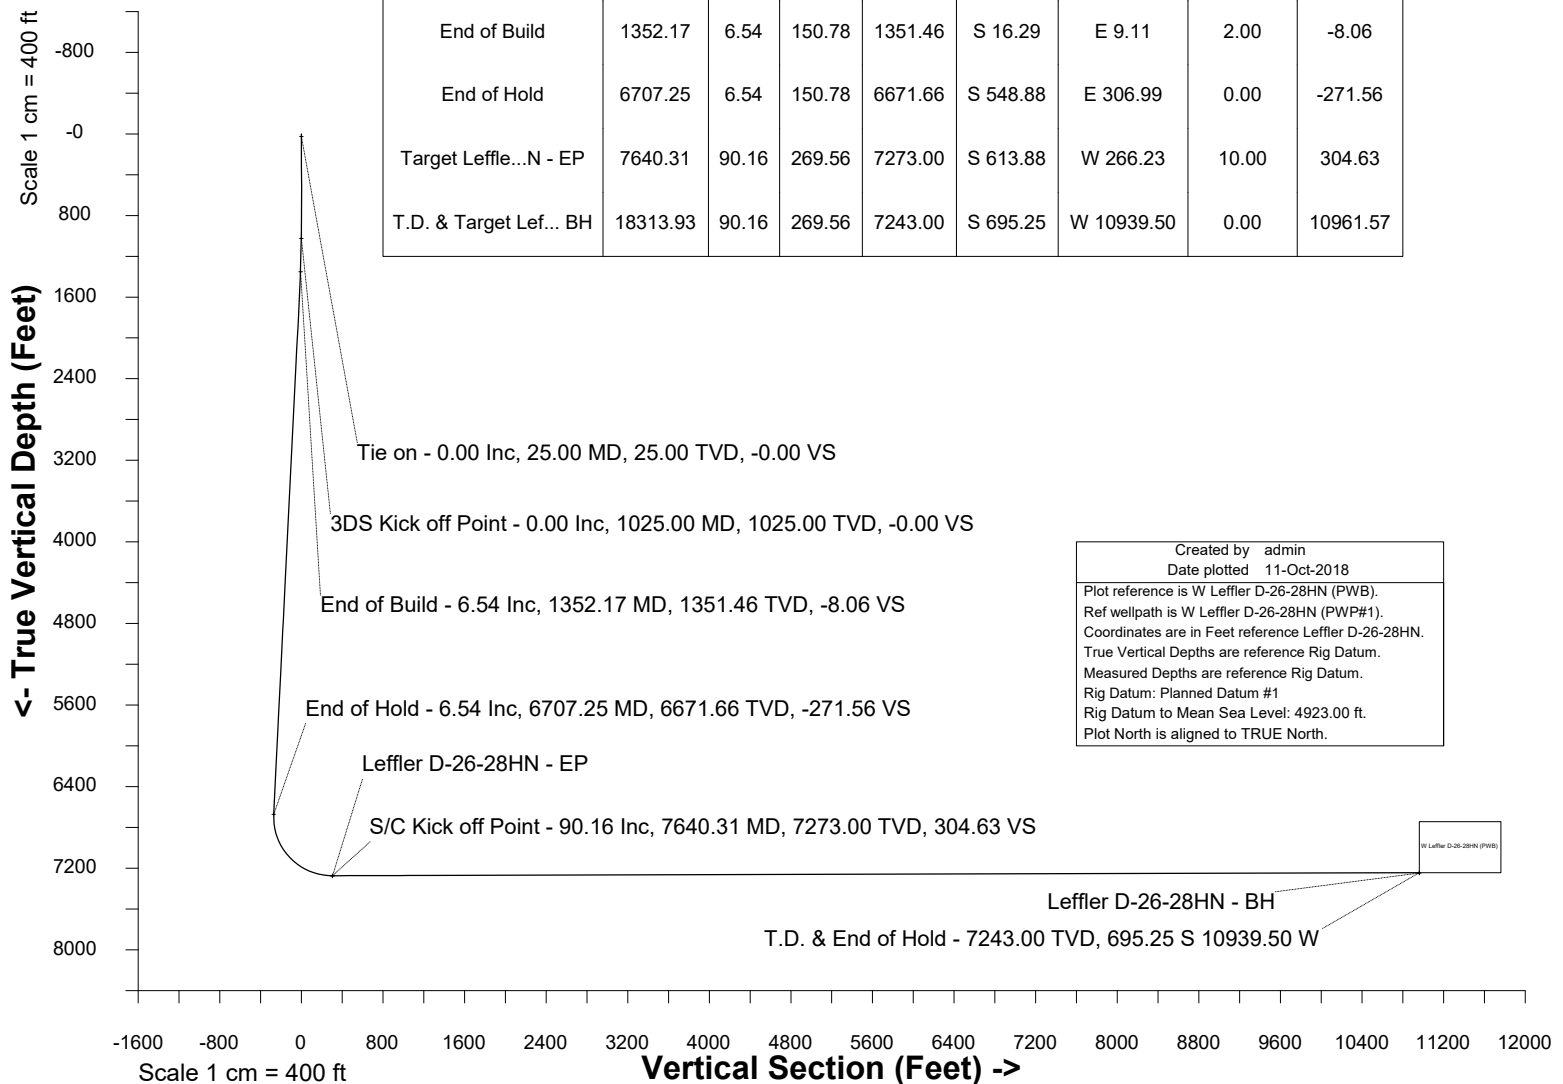 Scale 1 cm = 400 ft
End of Build 1352.17 6.54 150.78 1351.46 S 16.29 E 9.11 2.00 -8.06
End of Hold 6707.25 6.54 150.78 6671.66 S 548.88 E 306.99 0.00 -271.56
Target Leffle...N - EP 7640.31 90.16 269.56 7273.00 S 613.88 W 266.23 10.00 304.63
T.D. & Target Lef... BH 18313.93 90.16 269.56 7243.00 S 695.25 W 10939.50 0.00 10961.57
-800
-0
800
1600
2400
3200
4000
4800
5600
6400
7200
8000
<- True Vertical Depth (Feet)
Tie on - 0.00 Inc, 25.00 MD, 25.00 TVD, -0.00 VS
3DS Kick off Point - 0.00 Inc, 1025.00 MD, 1025.00 TVD, -0.00 VS
End of Build - 6.54 Inc, 1352.17 MD, 1351.46 TVD, -8.06 VS
End of Hold - 6.54 Inc, 6707.25 MD, 6671.66 TVD, -271.56 VS
Leffler D-26-28HN - EP
S/C Kick off Point - 90.16 Inc, 7640.31 MD, 7273.00 TVD, 304.63 VS
Created by admin
Date plotted 11-Oct-2018
Plot reference is W Leffler D-26-28HN (PWB).
Ref wellpath is W Leffler D-26-28HN (PWP#1).
Coordinates are in Feet reference Leffler D-26-28HN.
True Vertical Depths are reference Rig Datum.
Measured Depths are reference Rig Datum.
Rig Datum: Planned Datum #1
Rig Datum to Mean Sea Level: 4923.00 ft.
Plot North is aligned to TRUE North.
W Leffler D-26-28HN (PWB)
Leffler D-26-28HN - BH
T.D. & End of Hold - 7243.00 TVD, 695.25 S 10939.50 W
-1600 -800 0 800 1600 2400 3200 4000 4800 5600 6400 7200 8000 8800 9600 10400 11200 12000
Scale 1 cm = 400 ft
Vertical Section (Feet) ->